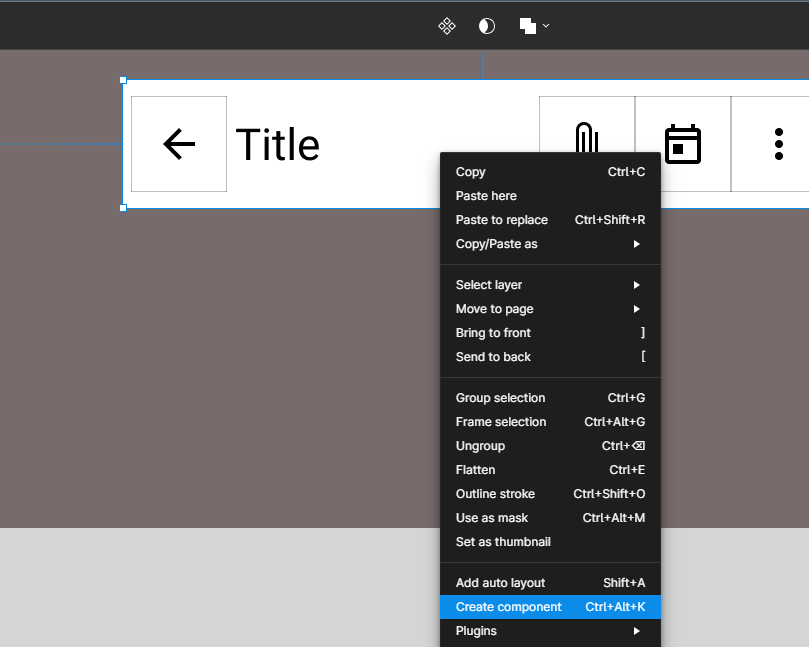 Title
Copy Ctrl+C
Paste here
Paste to replace Ctrl+Shift+R
Copy/Paste as
Select layer
Move to page
Bring to front ]
Send to back [
Group selection Ctrl+G
Frame selection Ctrl+Alt+G
Ungroup Ctrl+⌫
Flatten Ctrl+E
Outline stroke Ctrl+Shift+O
Use as mask Ctrl+Alt+M
Set as thumbnail
Add auto layout Shift+A
Create component Ctrl+Alt+K
Plugins